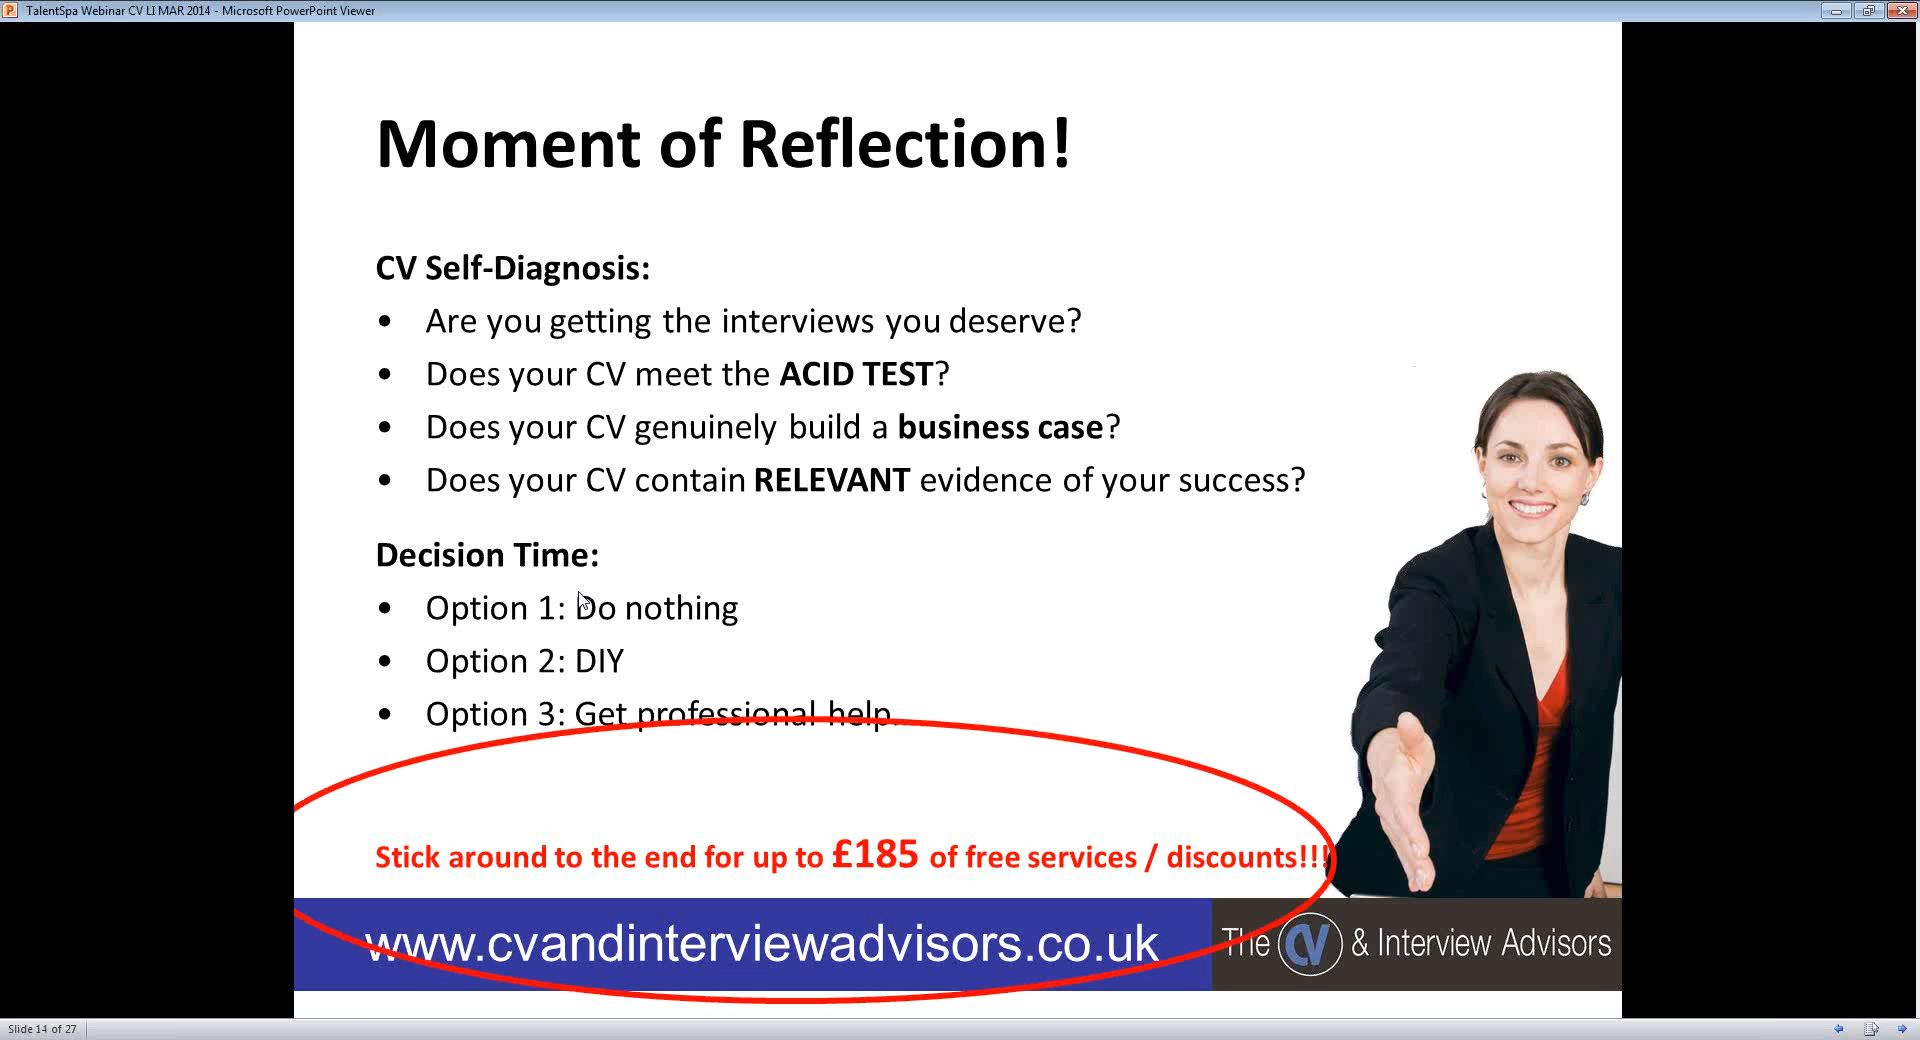 TalentSpa Webinar CV LI MAR 2014 - Microsoft PowerPoint Viewer
Moment of Reflection!
CV Self-Diagnosis:
• Are you getting the interviews you deserve?
• Does your CV meet the ACID TEST?
• Does your CV genuinely build a business case?
• Does your CV contain RELEVANT evidence of your success?
Decision Time:
• Option 1: Do nothing
• Option 2: DIY
• Option 3: Get professional help.
Stick around to the end for up to £185 of free services / discounts!!!
www.cvandinterviewadvisors.co.uk
The CV & Interview Advisors
Slide 14 of 27